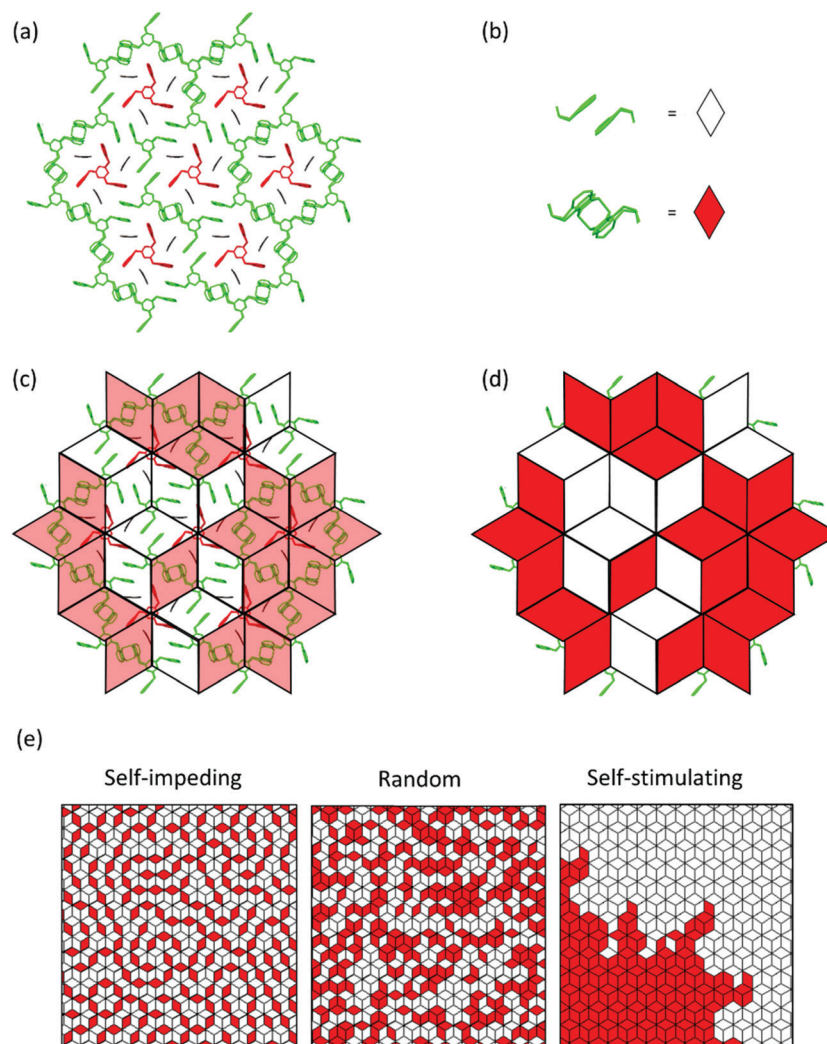 (a)
(b)
=
=
(c)
(d)
(e)
Self-impeding
Random
Self-stimulating